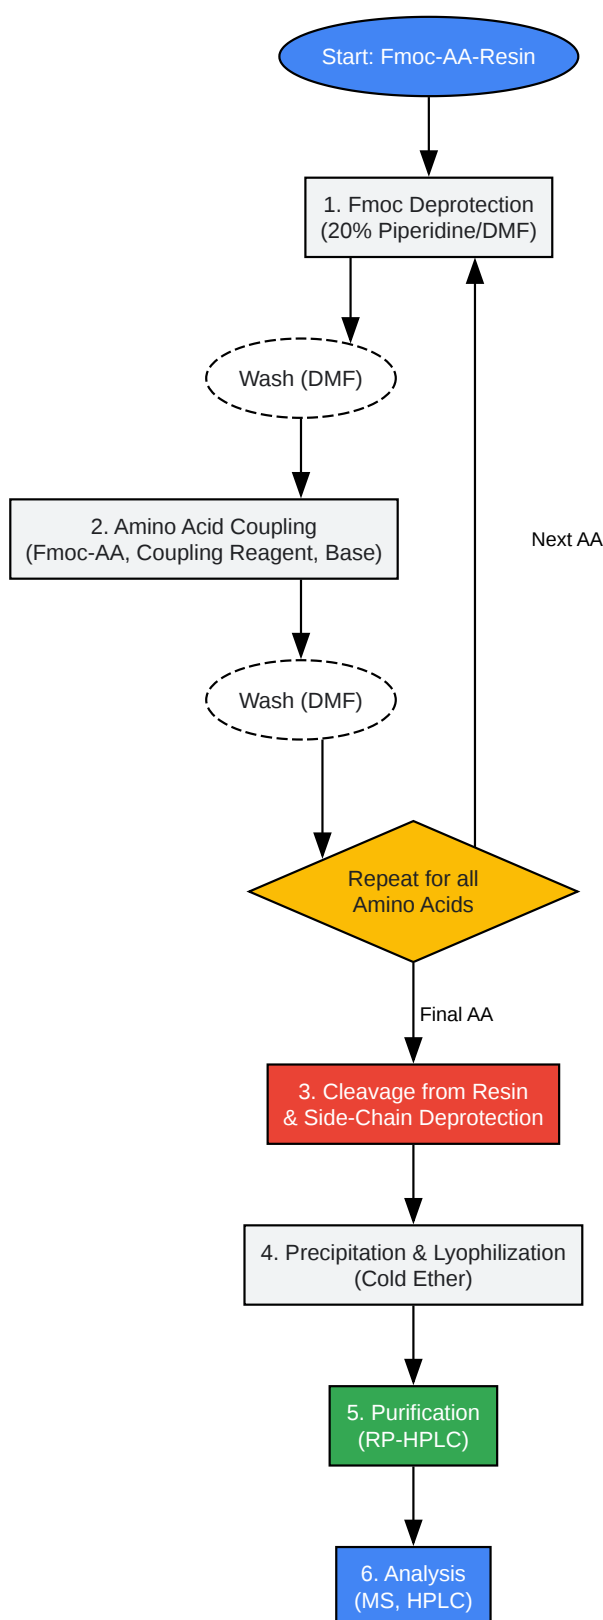 Start: Fmoc-AA-Resin
1. Fmoc Deprotection
(20% Piperidine/DMF)
Wash (DMF)
2. Amino Acid Coupling
(Fmoc-AA, Coupling Reagent, Base)
Next AA
Wash (DMF)
Repeat for all
Amino Acids
Final AA
3. Cleavage from Resin
& Side-Chain Deprotection
4. Precipitation & Lyophilization
(Cold Ether)
5. Purification
(RP-HPLC)
6. Analysis
(MS, HPLC)